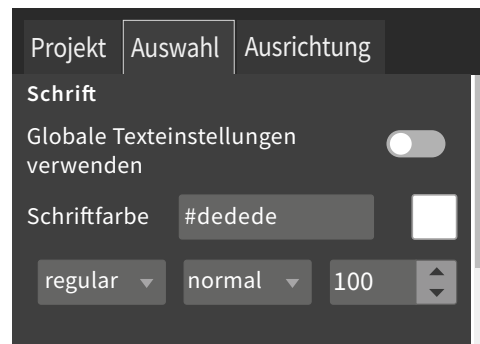 Projekt Auswahl Ausrichtung
Schrift
Globale Texteinstellungen
verwenden
Schriftfarbe #dedede
regular normal 100